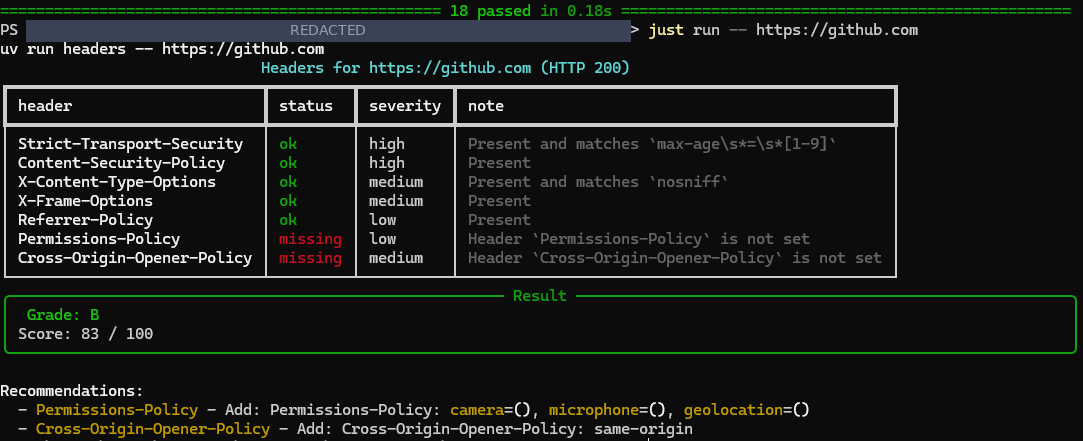 18 passed in 0.18s
PS REDACTED > just run -- https://github.com
uv run headers -- https://github.com
Headers for https://github.com (HTTP 200)
header status severity note
Strict-Transport-Security ok high Present and matches `max-age\s*=\s*[1-9]`
Content-Security-Policy ok high Present
X-Content-Type-Options ok medium Present and matches `nosniff`
X-Frame-Options ok medium Present
Referrer-Policy ok low Present
Permissions-Policy missing low Header `Permissions-Policy` is not set
Cross-Origin-Opener-Policy missing medium Header `Cross-Origin-Opener-Policy` is not set
Result
Grade: B
Score: 83 / 100
Recommendations:
- Permissions-Policy - Add: Permissions-Policy: camera=(), microphone=(), geolocation=()
- Cross-Origin-Opener-Policy - Add: Cross-Origin-Opener-Policy: same-origin